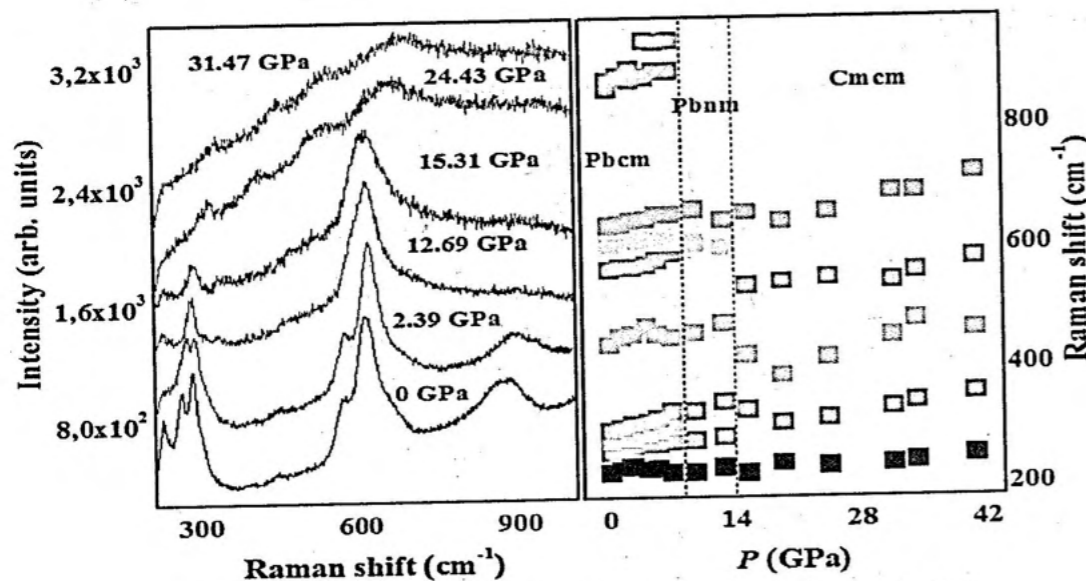 3,2x10³
2,4x10³
1,6x10³
8,0x10²
Intensity (arb. units)
31.47 GPa
24.43 GPa
15.31 GPa
12.69 GPa
2.39 GPa
0 GPa
300
600
900
Raman shift (cm⁻¹)
Pbcm
Pbnm
Cmcm
800
600
400
200
Raman shift (cm⁻¹)
0
14
28
42
P (GPa)